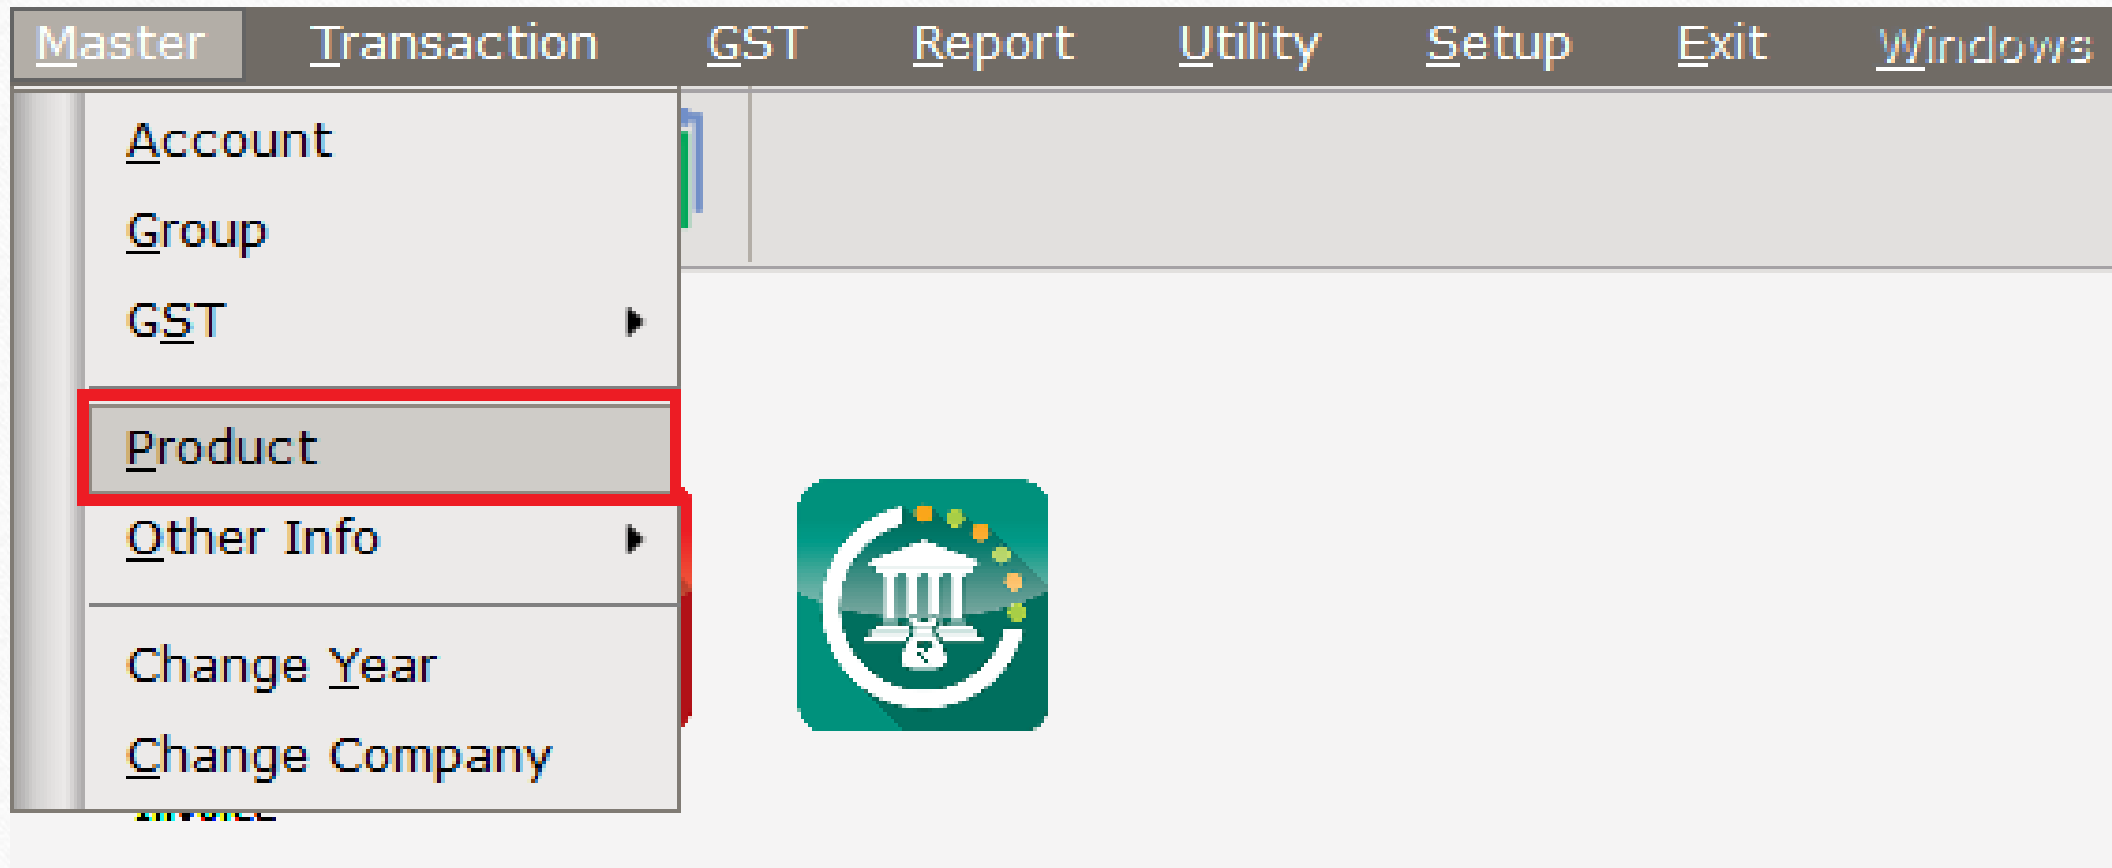 Master Transaction GST Report Utility Setup Exit Windows
Account
Group
GST
Product
Other Info
Change Year
Change Company